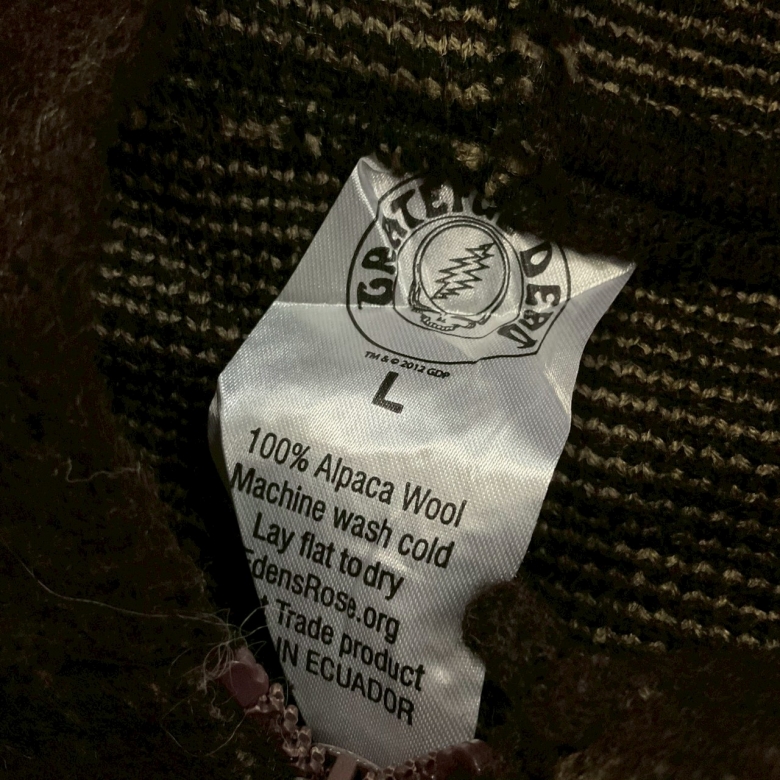 GRATEFUL DEAD
TM & © 2012 GDP
L
100% Alpaca Wool
Machine wash cold
Lay flat to dry
EdensRose.org
Trade product
IN ECUADOR